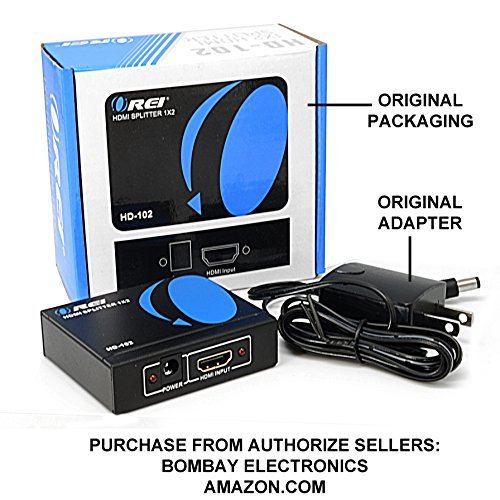 HD-102
OREI
HDMI SPLITTER 1X2
HD-102
HDMI Input
ORIGINAL
PACKAGING
ORIGINAL
ADAPTER
OREI
HDMI SPLITTER 1X2
HD-102
POWER
HDMI INPUT
PURCHASE FROM AUTHORIZE SELLERS:
BOMBAY ELECTRONICS
AMAZON.COM